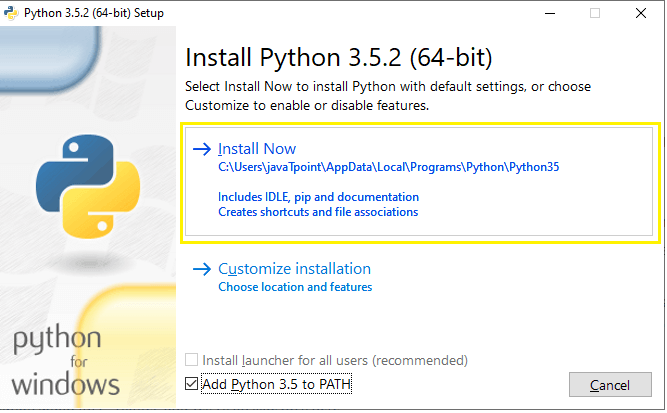 Python 3.5.2 (64-bit) Setup
Install Python 3.5.2 (64-bit)
Select Install Now to install Python with default settings, or choose
Customize to enable or disable features.
Install Now
C:\Users\javaTpoint\AppData\Local\Programs\Python\Python35
Includes IDLE, pip and documentation
Creates shortcuts and file associations
Customize installation
Choose location and features
Install launcher for all users (recommended)
Add Python 3.5 to PATH
Cancel
python
for
windows